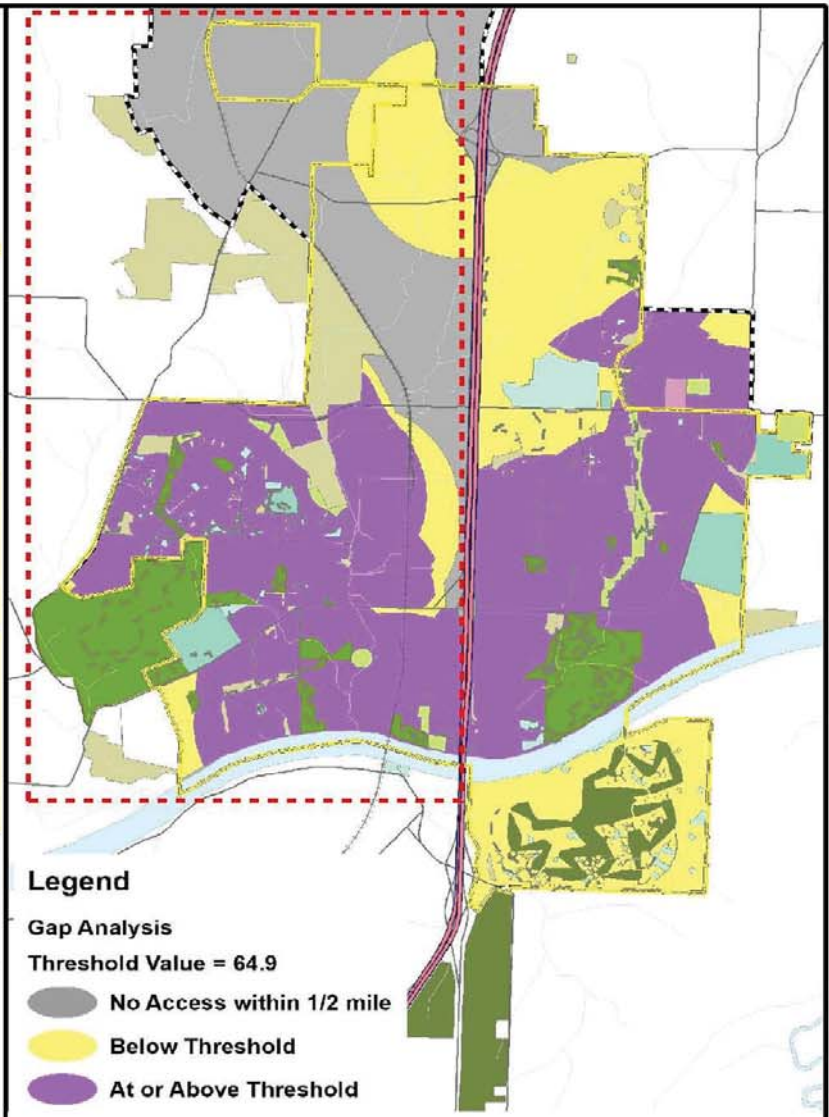 Legend
Gap Analysis
Threshold Value = 64.9
No Access within 1/2 mile
Below Threshold
At or Above Threshold